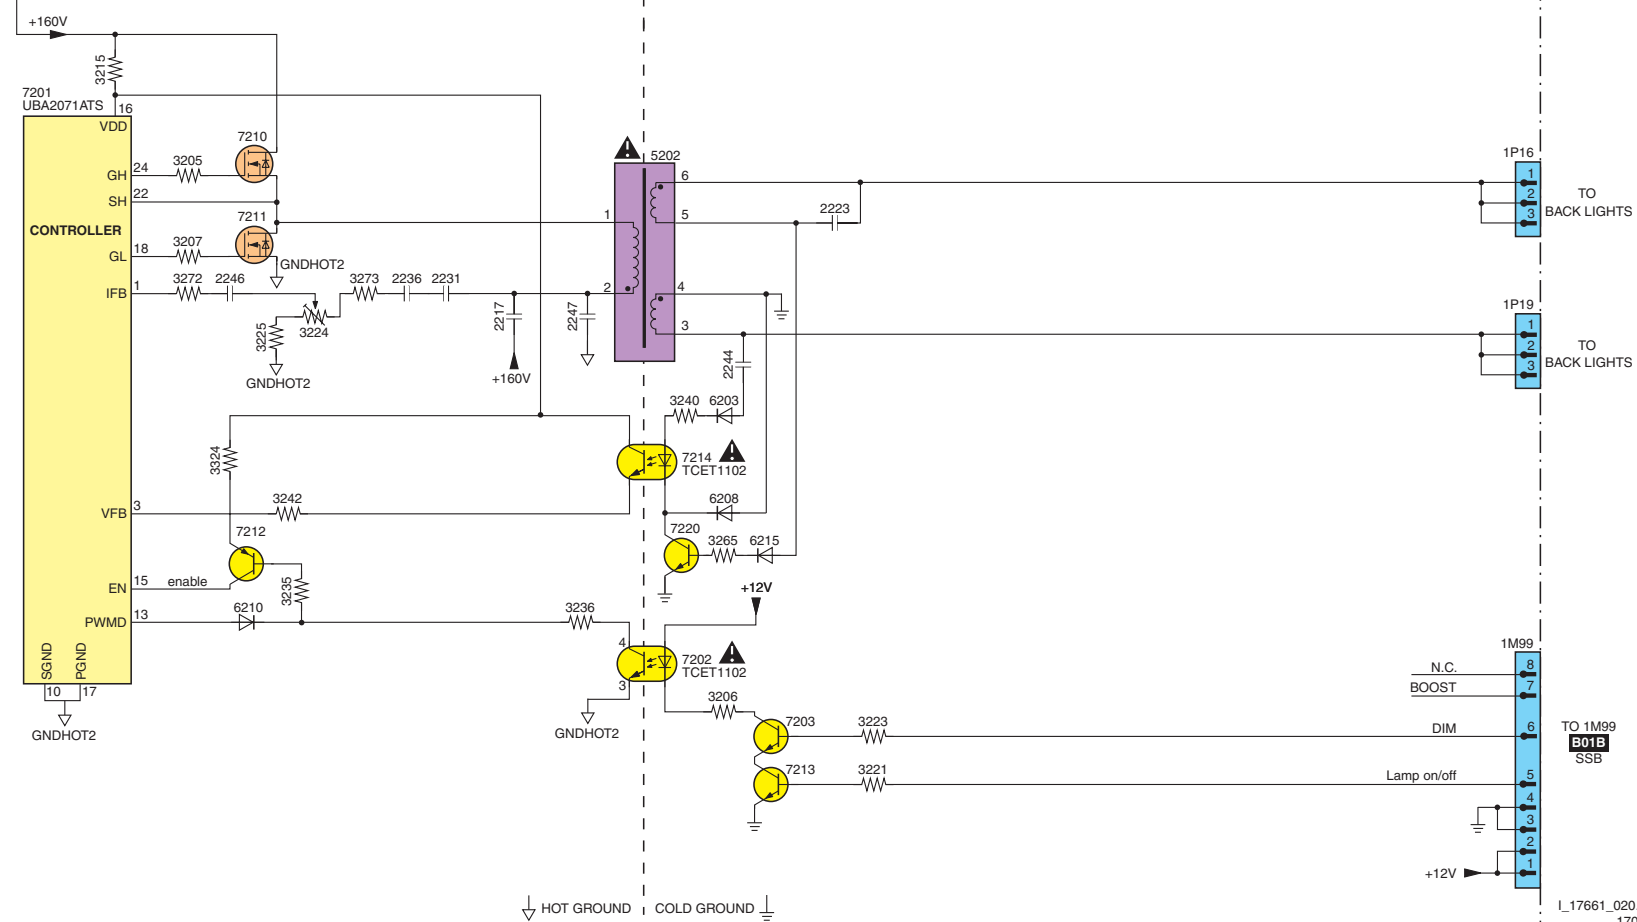 +160V
3215
7201
UBA2071ATS
16
VDD
7210
24
3205
GH
22
SH
7211
CONTROLLER
18
3207
GL
GNDHOT2
1
3272
2246
3273
2236
2231
IFB
3224
3225
GNDHOT2
2217
+160V
2247
5202
1
2
6
5
4
3
2223
1P16
1
2
3
TO
BACK LIGHTS
1P19
1
2
3
TO
BACK LIGHTS
2244
3240
6203
7214
TCET1102
3324
3
3242
VFB
6208
7212
7220
3265
6215
15
enable
EN
3235
+12V
13
6210
3236
PWMD
4
7202
TCET1102
3
SGND
PGND
10
17
GNDHOT2
GNDHOT2
3206
7203
3223
7213
3221
1M99
N.C.
8
BOOST
7
DIM
6
Lamp on/off
5
4
3
2
+12V
1
TO 1M99
B01B
SSB
HOT GROUND
COLD GROUND
I_17661_020.